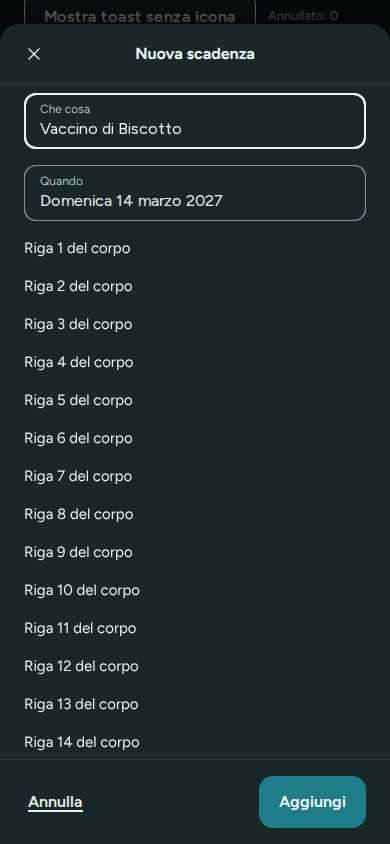 Mostra toast senza icona
Annullato: 0
Nuova scadenza
Che cosa
Vaccino di Biscotto
Quando
Domenica 14 marzo 2027
Riga 1 del corpo
Riga 2 del corpo
Riga 3 del corpo
Riga 4 del corpo
Riga 5 del corpo
Riga 6 del corpo
Riga 7 del corpo
Riga 8 del corpo
Riga 9 del corpo
Riga 10 del corpo
Riga 11 del corpo
Riga 12 del corpo
Riga 13 del corpo
Riga 14 del corpo
Annulla
Aggiungi